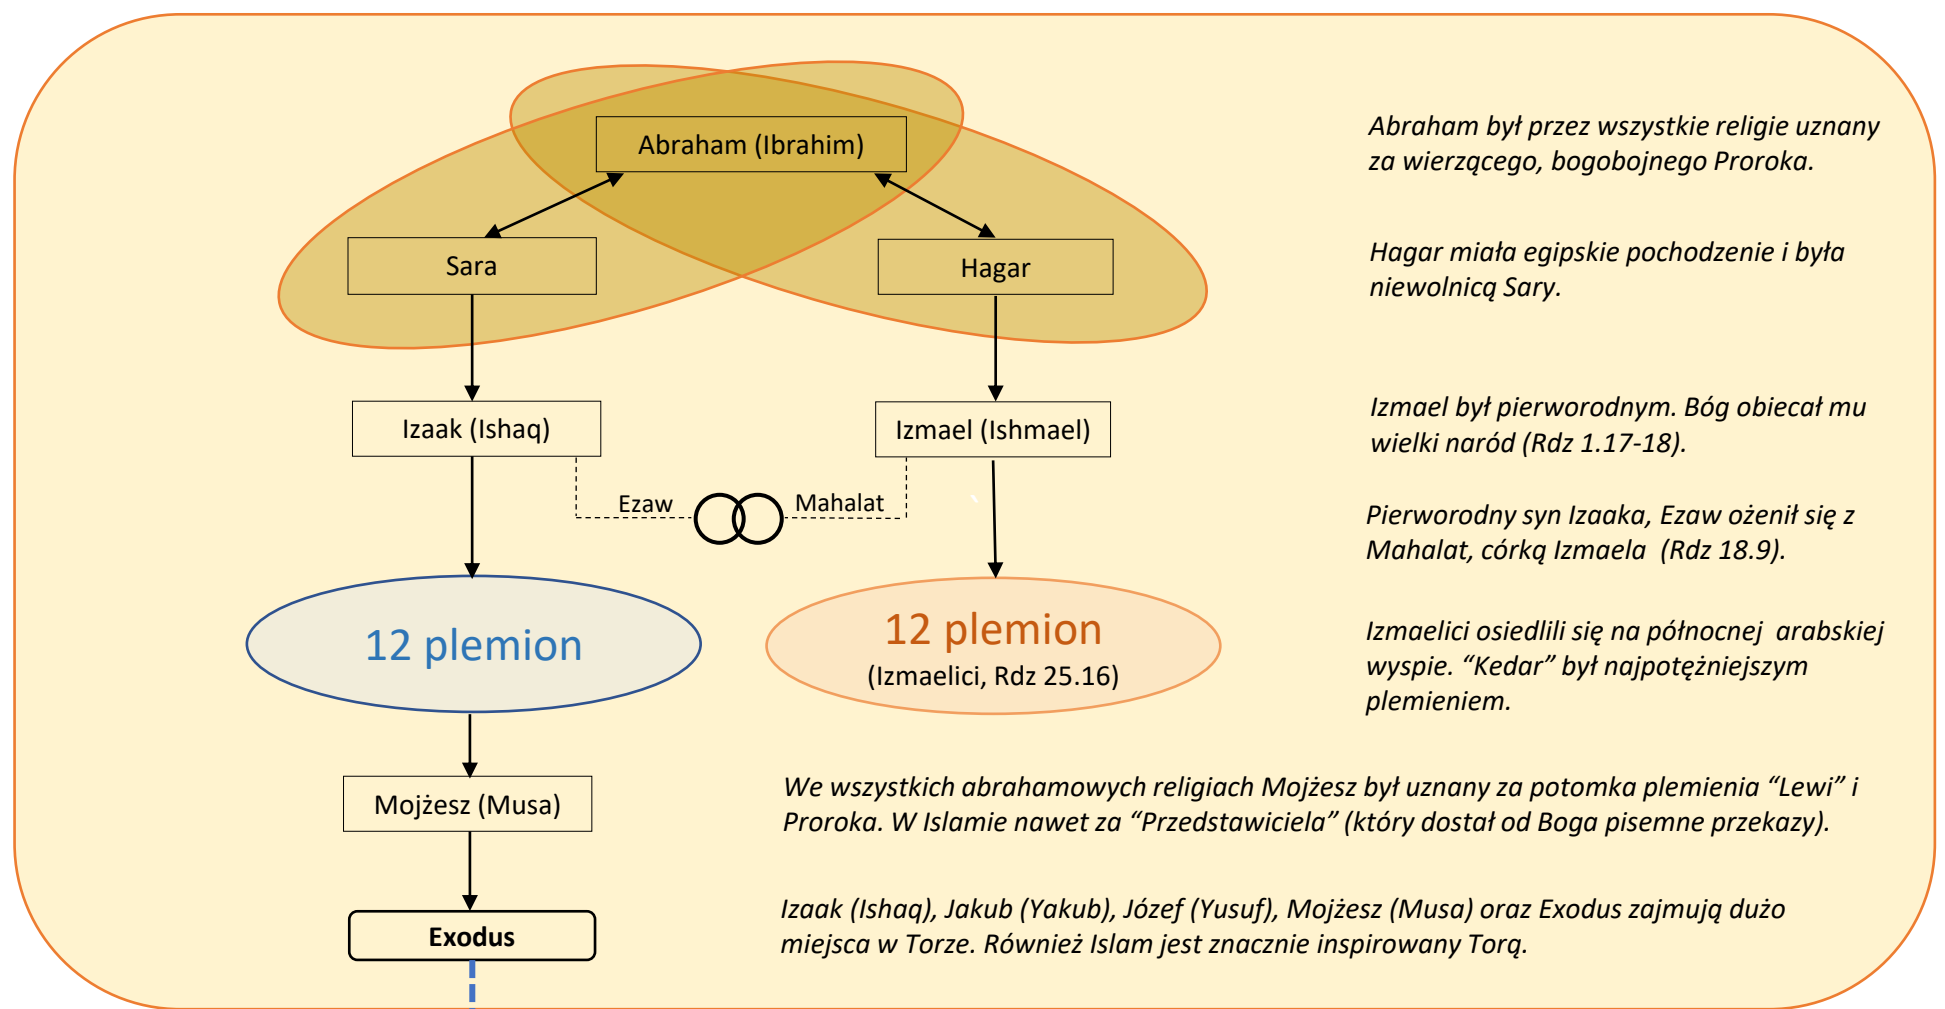 Abraham (Ibrahim)
Abraham był przez wszystkie religie uznany
za wierzącego, bogobojnego Proroka.
Sara
Hagar
Hagar miała egipskie pochodzenie i była
niewolnicą Sary.
Izaak (Ishaq)
Izmael (Ishmael)
Izmael był pierworodnym. Bóg obiecał mu
wielki naród (Rdz 1.17-18).
Ezaw
Mahalat
`
Pierworodny syn Izaaka, Ezaw ożenił się z
Mahalat, córką Izmaela  (Rdz 18.9).
12 plemion
12 plemion
(Izmaelici, Rdz 25.16)
Izmaelici osiedlili się na północnej  arabskiej
wyspie. “Kedar” był najpotężniejszym
plemieniem.
Mojżesz (Musa)
We wszystkich abrahamowych religiach Mojżesz był uznany za potomka plemienia “Lewi” i
Proroka. W Islamie nawet za “Przedstawiciela” (który dostał od Boga pisemne przekazy).
Exodus
Izaak (Ishaq), Jakub (Yakub), Józef (Yusuf), Mojżesz (Musa) oraz Exodus zajmują dużo
miejsca w Torze. Również Islam jest znacznie inspirowany Torą.